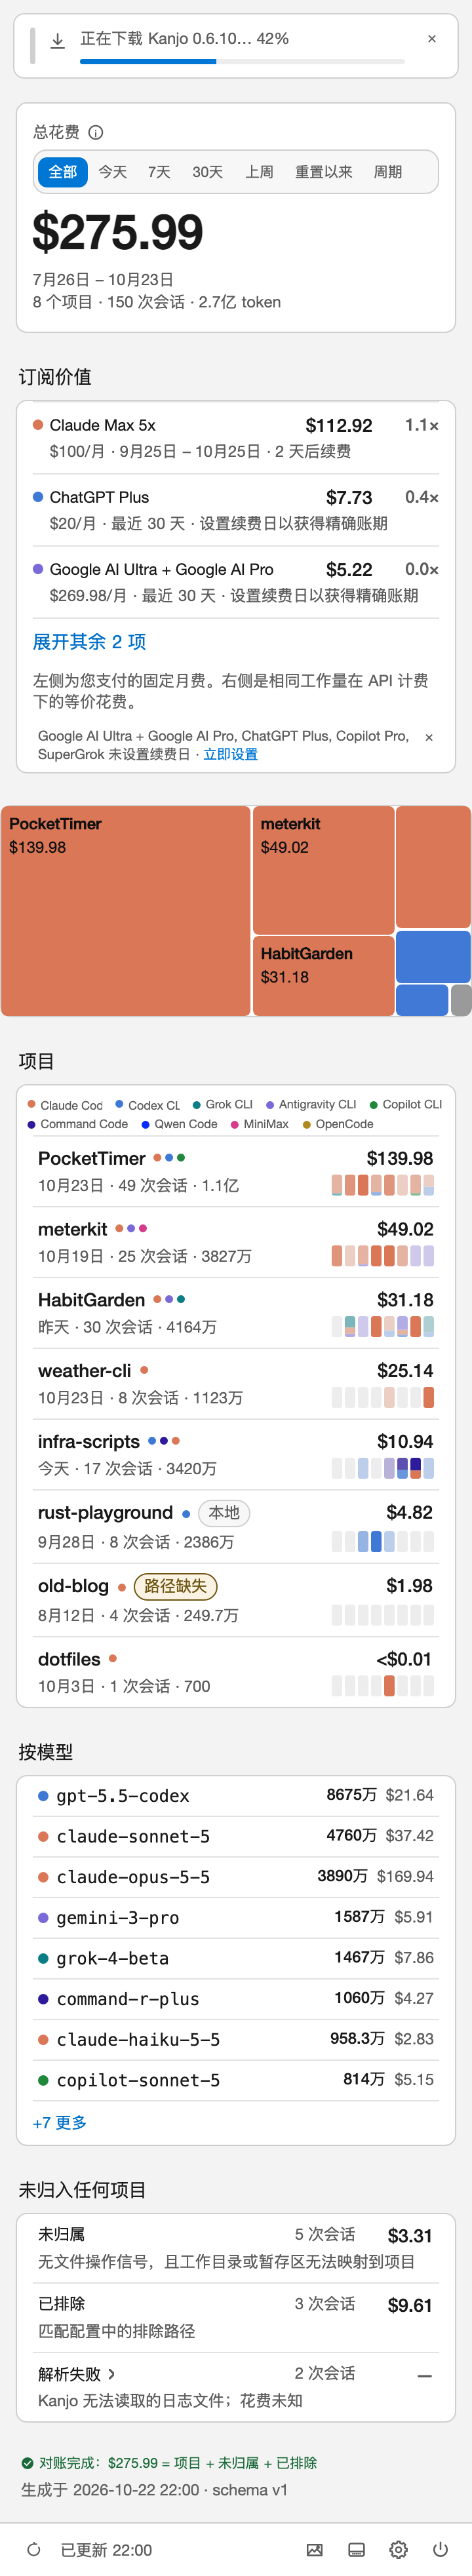 正在下载 Kanjo 0.6.10… 42%
总花费
全部 今天 7天 30天 上周 重置以来 周期
$275.99
7月26日 – 10月23日
8 个项目 · 150 次会话 · 2.7亿 token
订阅价值
Claude Max 5x $112.92 1.1×
$100/月 · 9月25日 – 10月25日 · 2 天后续费
ChatGPT Plus $7.73 0.4×
$20/月 · 最近 30 天 · 设置续费日以获得精确账期
Google AI Ultra + Google AI Pro $5.22 0.0×
$269.98/月 · 最近 30 天 · 设置续费日以获得精确账期
展开其余 2 项
左侧为您支付的固定月费。右侧是相同工作量在 API 计费
下的等价花费。
Google AI Ultra + Google AI Pro, ChatGPT Plus, Copilot Pro,
SuperGrok 未设置续费日 · 立即设置
PocketTimer
$139.98
meterkit
$49.02
HabitGarden
$31.18
项目
Claude Cod Codex CL Grok CLI Antigravity CLI Copilot CLI
Command Code Qwen Code MiniMax OpenCode
PocketTimer $139.98
10月23日 · 49 次会话 · 1.1亿
meterkit $49.02
10月19日 · 25 次会话 · 3827万
HabitGarden $31.18
昨天 · 30 次会话 · 4164万
weather-cli $25.14
10月23日 · 8 次会话 · 1123万
infra-scripts $10.94
今天 · 17 次会话 · 3420万
rust-playground 本地 $4.82
9月28日 · 8 次会话 · 2386万
old-blog 路径缺失 $1.98
8月12日 · 4 次会话 · 249.7万
dotfiles <$0.01
10月3日 · 1 次会话 · 700
按模型
gpt-5.5-codex 8675万 $21.64
claude-sonnet-5 4760万 $37.42
claude-opus-5-5 3890万 $169.94
gemini-3-pro 1587万 $5.91
grok-4-beta 1467万 $7.86
command-r-plus 1060万 $4.27
claude-haiku-5-5 958.3万 $2.83
copilot-sonnet-5 814万 $5.15
+7 更多
未归入任何项目
未归属 5 次会话 $3.31
无文件操作信号，且工作目录或暂存区无法映射到项目
已排除 3 次会话 $9.61
匹配配置中的排除路径
解析失败 2 次会话 —
Kanjo 无法读取的日志文件；花费未知
对账完成：$275.99 = 项目 + 未归属 + 已排除
生成于 2026-10-22 22:00 · schema v1
已更新 22:00